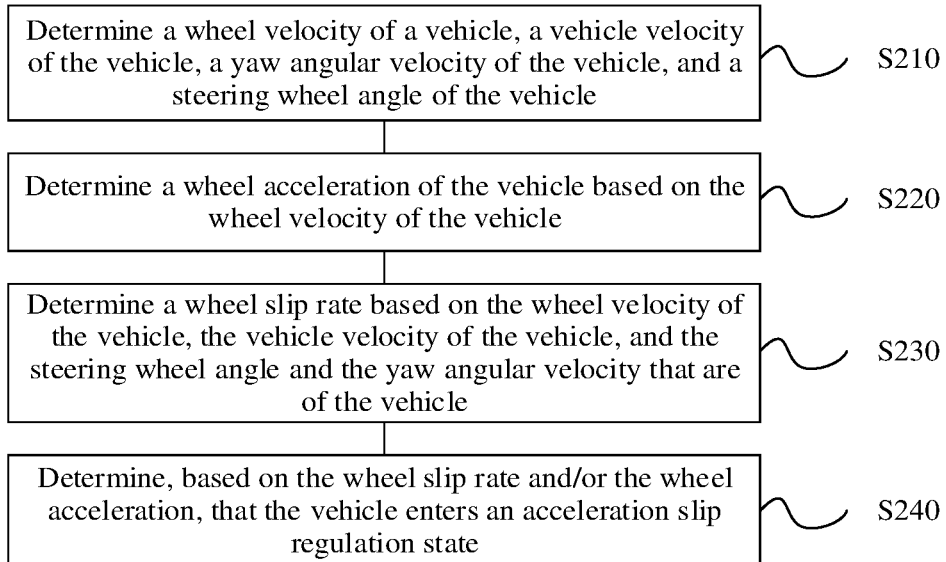 Determine a wheel velocity of a vehicle, a vehicle velocity
of the vehicle, a yaw angular velocity of the vehicle, and a
steering wheel angle of the vehicle
S210
Determine a wheel acceleration of the vehicle based on the
wheel velocity of the vehicle
S220
Determine a wheel slip rate based on the wheel velocity of
the vehicle, the vehicle velocity of the vehicle, and the
steering wheel angle and the yaw angular velocity that are
of the vehicle
S230
Determine, based on the wheel slip rate and/or the wheel
acceleration, that the vehicle enters an acceleration slip
regulation state
S240